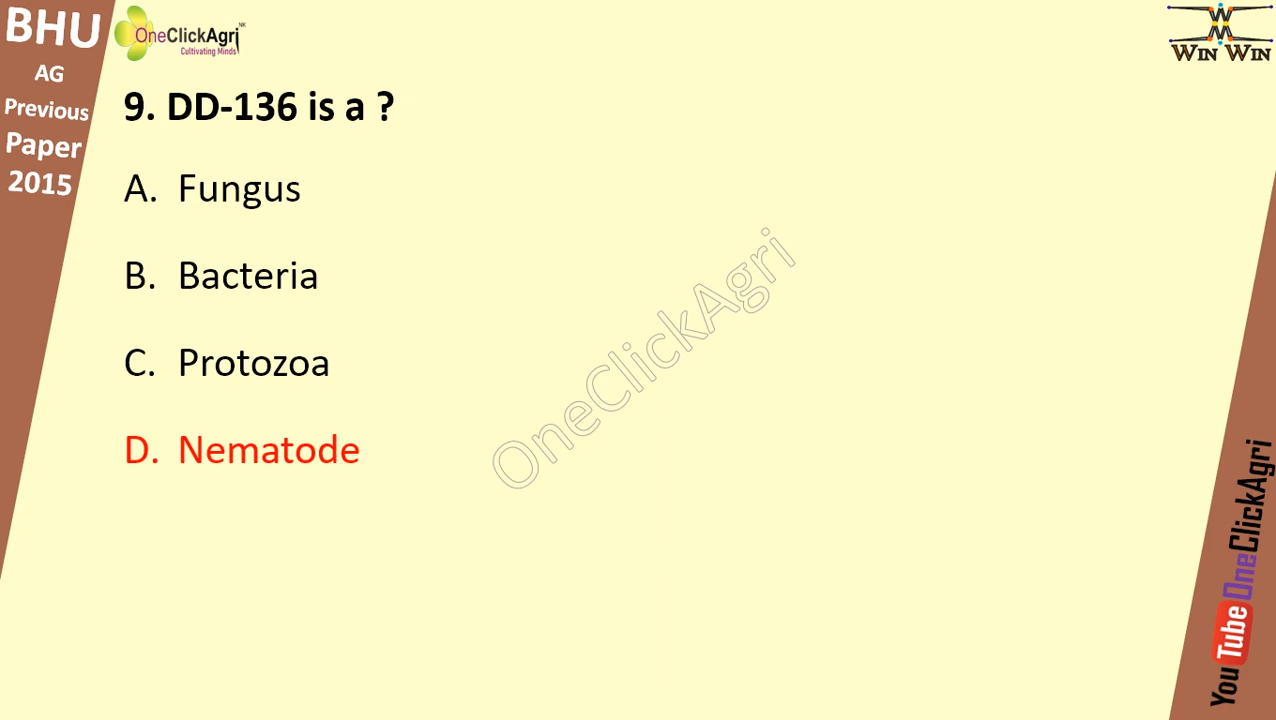 BHU
AG
Previous
Paper
2015
OneClickAgri NK
Cultivating Minds
WIN WIN
9. DD-136 is a ?
A. Fungus
B. Bacteria
C. Protozoa
D. Nematode
OneClickAgri
YouTube OneClickAgri